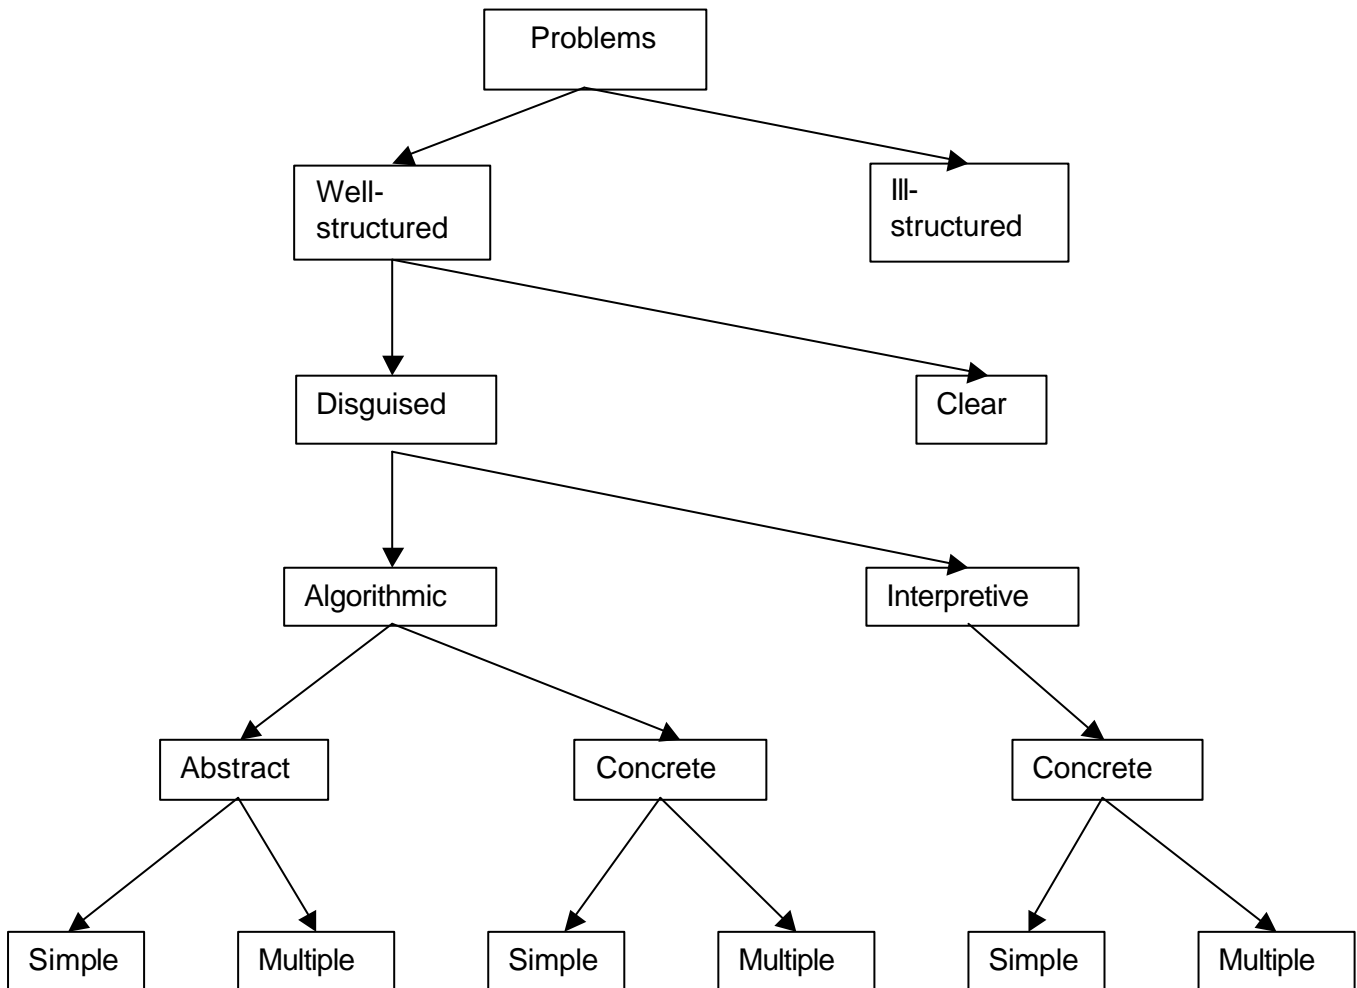 Problems
Well-
structured
Ill-
structured
Disguised
Clear
Algorithmic
Interpretive
Abstract
Concrete
Concrete
Simple
Multiple
Simple
Multiple
Simple
Multiple